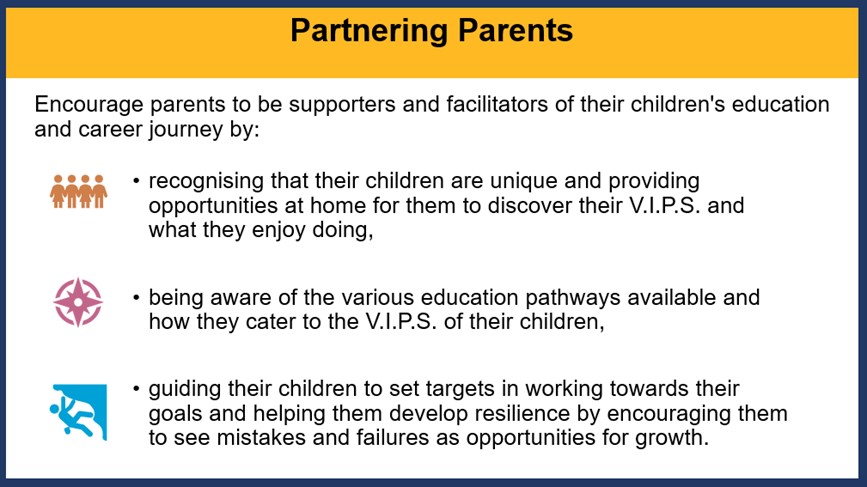 Partnering Parents
Encourage parents to be supporters and facilitators of their children's education
and career journey by:
• recognising that their children are unique and providing
opportunities at home for them to discover their V.I.P.S. and
what they enjoy doing,
• being aware of the various education pathways available and
how they cater to the V.I.P.S. of their children,
• guiding their children to set targets in working towards their
goals and helping them develop resilience by encouraging them
to see mistakes and failures as opportunities for growth.